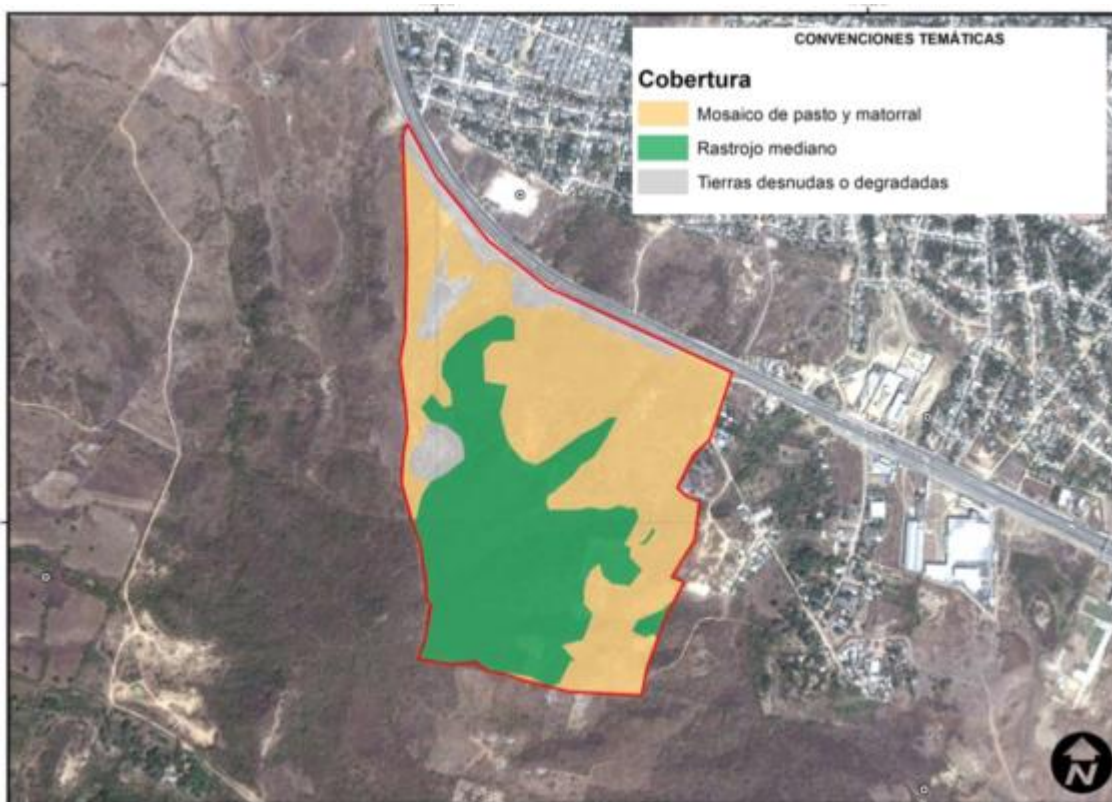 CONVENCIONES TEMÁTICAS
Cobertura
Mosaico de pasto y matorral
Rastrojo mediano
Tierras desnudas o degradadas
N